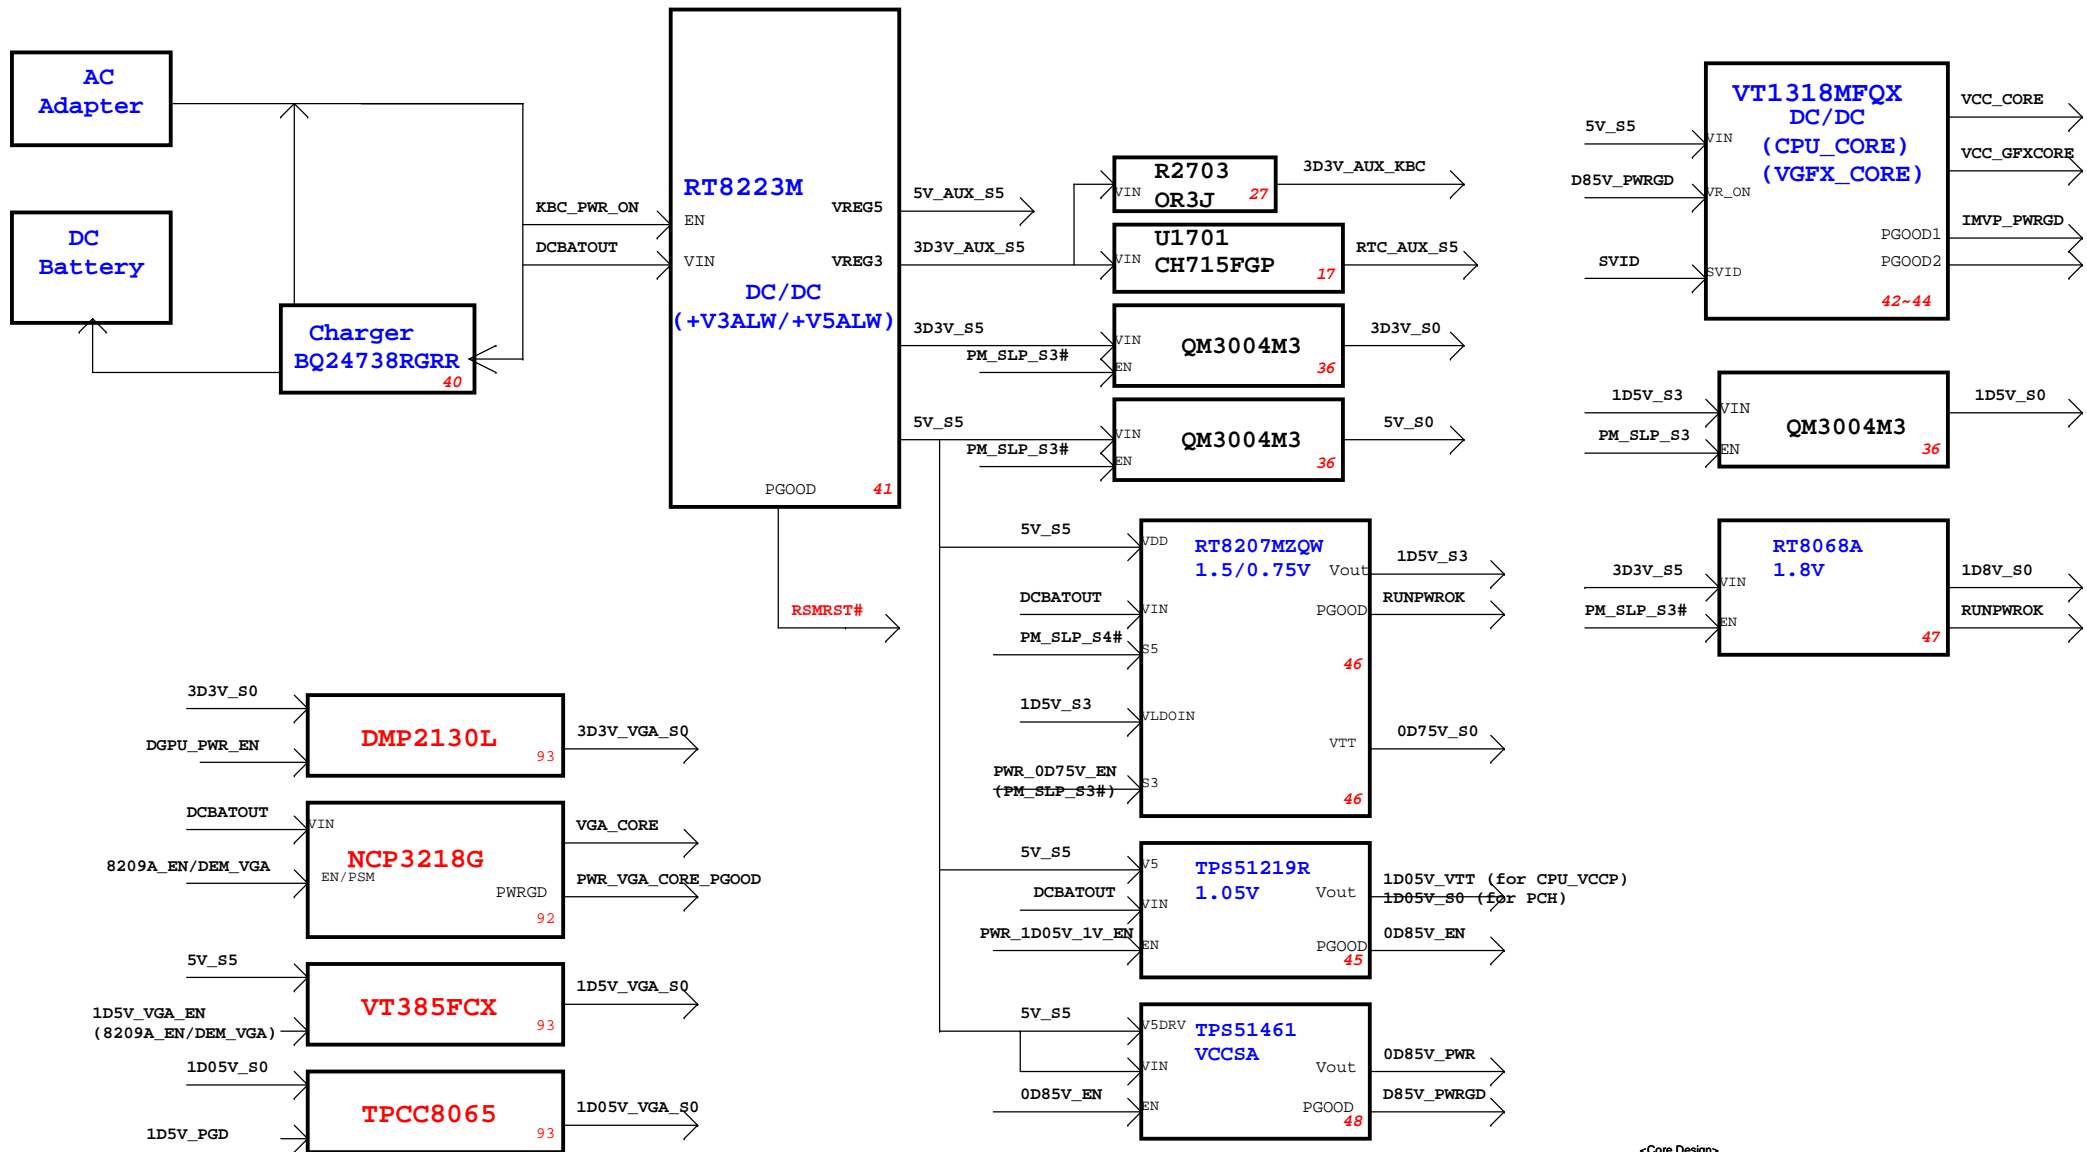 AC
Adapter
DC
Battery
Charger
BQ24738RGRR
40
KBC_PWR_ON
DCBATOUT
RT8223M
EN
VIN
VREG5
VREG3
DC/DC
(+V3ALW/+V5ALW)
PGOOD
41
RSMRST#
5V_AUX_S5
3D3V_AUX_S5
3D3V_S5
PM_SLP_S3#
5V_S5
PM_SLP_S3#
R2703
OR3J
VIN
27
3D3V_AUX_KBC
U1701
CH715FGP
VIN
17
RTC_AUX_S5
VIN
EN
QM3004M3
36
3D3V_S0
VIN
EN
QM3004M3
36
5V_S0
5V_S5
DCBATOUT
PM_SLP_S4#
1D5V_S3
PWR_0D75V_EN
(PM_SLP_S3#)
VDD
RT8207MZQW
1.5/0.75V
Vout
VIN
PGOOD
S5
46
VLDOIN
VTT
S3
46
1D5V_S3
RUNPWROK
0D75V_S0
5V_S5
DCBATOUT
PWR_1D05V_1V_EN
V5
TPS51219R
1.05V
VIN
Vout
EN
PGOOD
45
1D05V_VTT (for CPU_VCCP)
1D05V_S0 (for PCH)
0D85V_EN
5V_S5
0D85V_EN
V5DRV
TPS51461
VCCSA
VIN
Vout
EN
PGOOD
48
0D85V_PWR
D85V_PWRGD
5V_S5
D85V_PWRGD
SVID
VT1318MFQX
DC/DC
(CPU_CORE)
(VGFX_CORE)
VIN
VR_ON
SVID
PGOOD1
PGOOD2
42~44
VCC_CORE
VCC_GFXCORE
IMVP_PWRGD
1D5V_S3
PM_SLP_S3
VIN
EN
QM3004M3
36
1D5V_S0
3D3V_S5
PM_SLP_S3#
RT8068A
1.8V
VIN
EN
47
1D8V_S0
RUNPWROK
3D3V_S0
DGPU_PWR_EN
DMP2130L
93
3D3V_VGA_S0
DCBATOUT
8209A_EN/DEM_VGA
VIN
NCP3218G
EN/PSM
PWRGD
92
VGA_CORE
PWR_VGA_CORE_PGOOD
5V_S5
1D5V_VGA_EN
(8209A_EN/DEM_VGA)
VT385FCX
93
1D5V_VGA_S0
1D05V_S0
1D5V_PGD
TPCC8065
93
1D05V_VGA_S0
<Core Design>